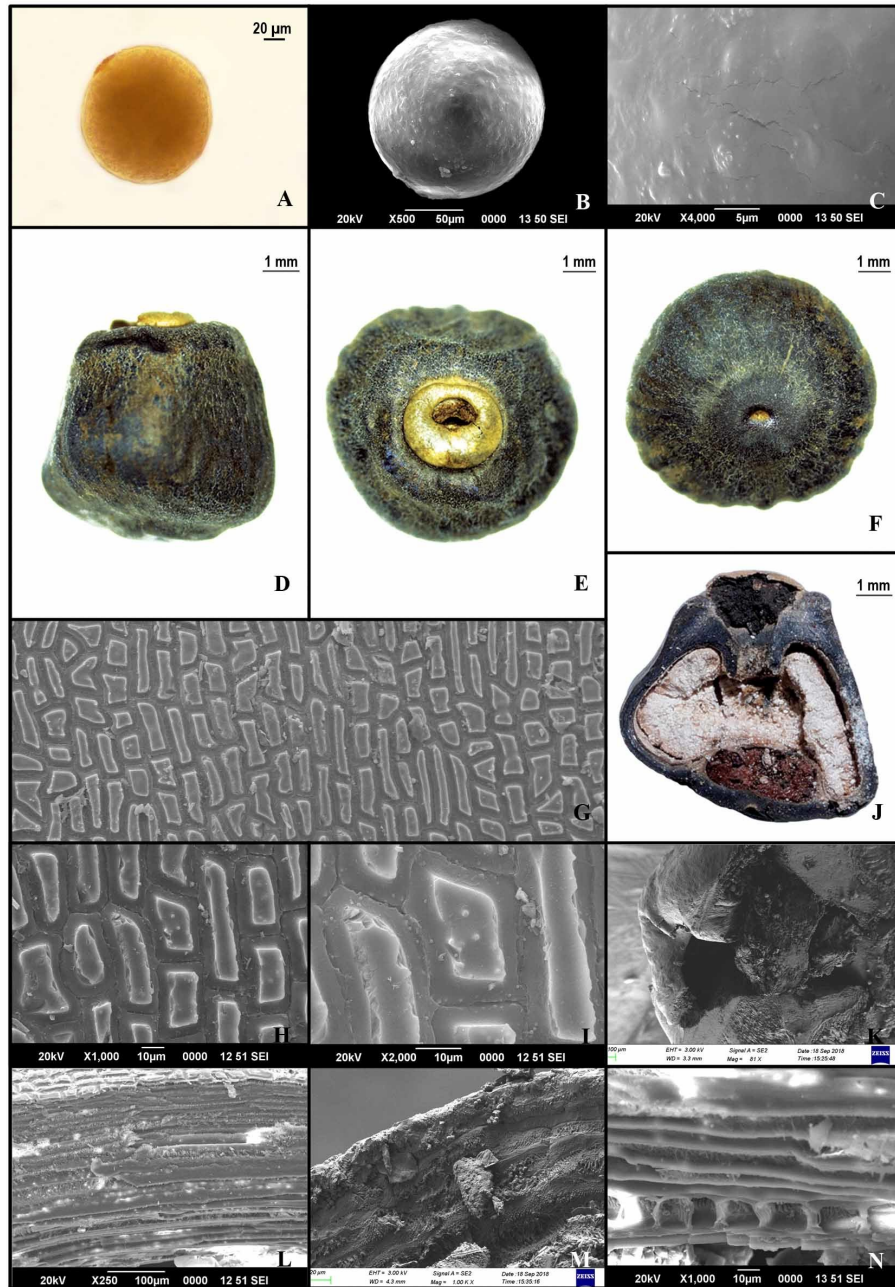 20 µm
A
B
20kV X500 50µm 0000 13 50 SEI
C
20kV X4,000 5µm 0000 13 50 SEI
1 mm
D
1 mm
E
1 mm
F
G
1 mm
J
H
20kV X1,000 10µm 0000 12 51 SEI
I
20kV X2,000 10µm 0000 12 51 SEI
K
100 µm EHT = 3.00 kV Signal A = SE2 Date :18 Sep 2018
WD = 3.3 mm Mag = 81 X Time :15:25:48
ZEISS
L
20kV X250 100µm 0000 12 51 SEI
M
20 µm EHT = 3.00 kV Signal A = SE2 Date :18 Sep 2018
WD = 4.3 mm Mag = 1.00 K X Time :15:35:16
ZEISS
N
20kV X1,000 10µm 0000 13 51 SEI